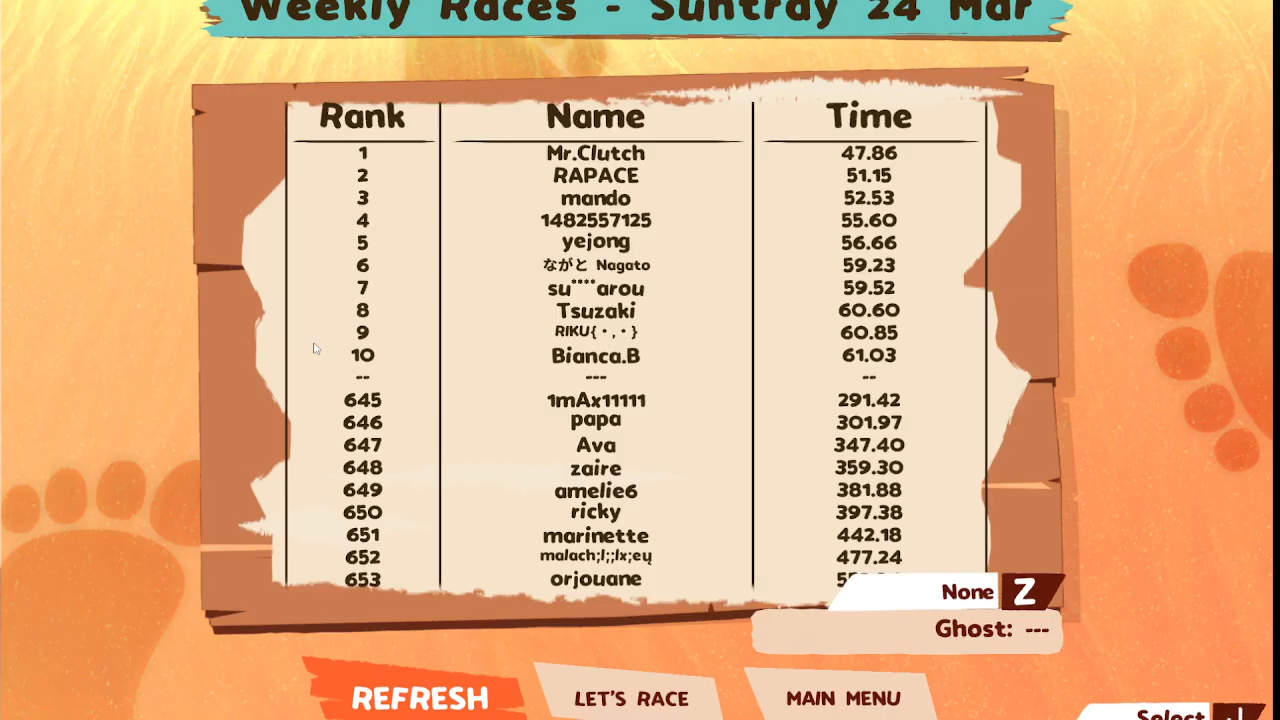 Weekly Races - Suntray 24 Mar
Rank Name Time
1 Mr.Clutch 47.86
2 RAPACE 51.15
3 mando 52.53
4 1482557125 55.60
5 yejong 56.66
6 ながと Nagato 59.23
7 su****arou 59.52
8 Tsuzaki 60.60
9 RIKU{・,・} 60.85
10 Bianca.B 61.03
-- --- --
645 1mAx11111 291.42
646 papa 301.97
647 Ava 347.40
648 zaire 359.30
649 amelie6 381.88
650 ricky 397.38
651 marinette 442.18
652 malach;l;;lx;eų 477.24
653 orjouane
None Z
Ghost: ---
REFRESH LET'S RACE MAIN MENU
Select